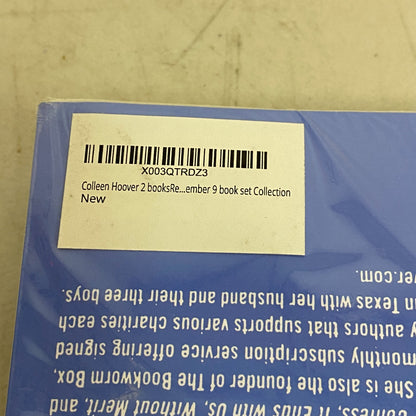 X003QTRDZ3
Colleen Hoover 2 booksRe...ember 9 book set Collection
New
It Ends With Us, Without Merit, and
She is also the founder of The Bookworm Box,
monthly subscription service offering signed
authors that supports various charities each
in Texas with her husband and their three boys.
ver.com.